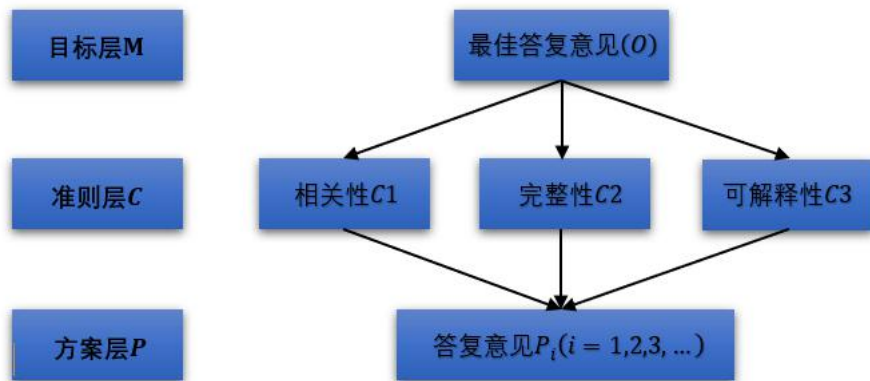 目标层M
最佳答复意见(O)
准则层C
相关性C1
完整性C2
可解释性C3
方案层P
答复意见P_i(i = 1,2,3, …)